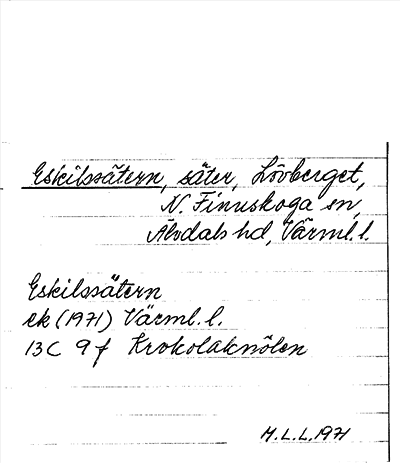 Eskilssätern, säter, Lövberget,
N. Finnskoga sn,
Älvdals hd, Värml. l.
Eskilssätern
ek (1971) Värml. l.
13C 9f Krokolaknölen
M.L.L. 1971